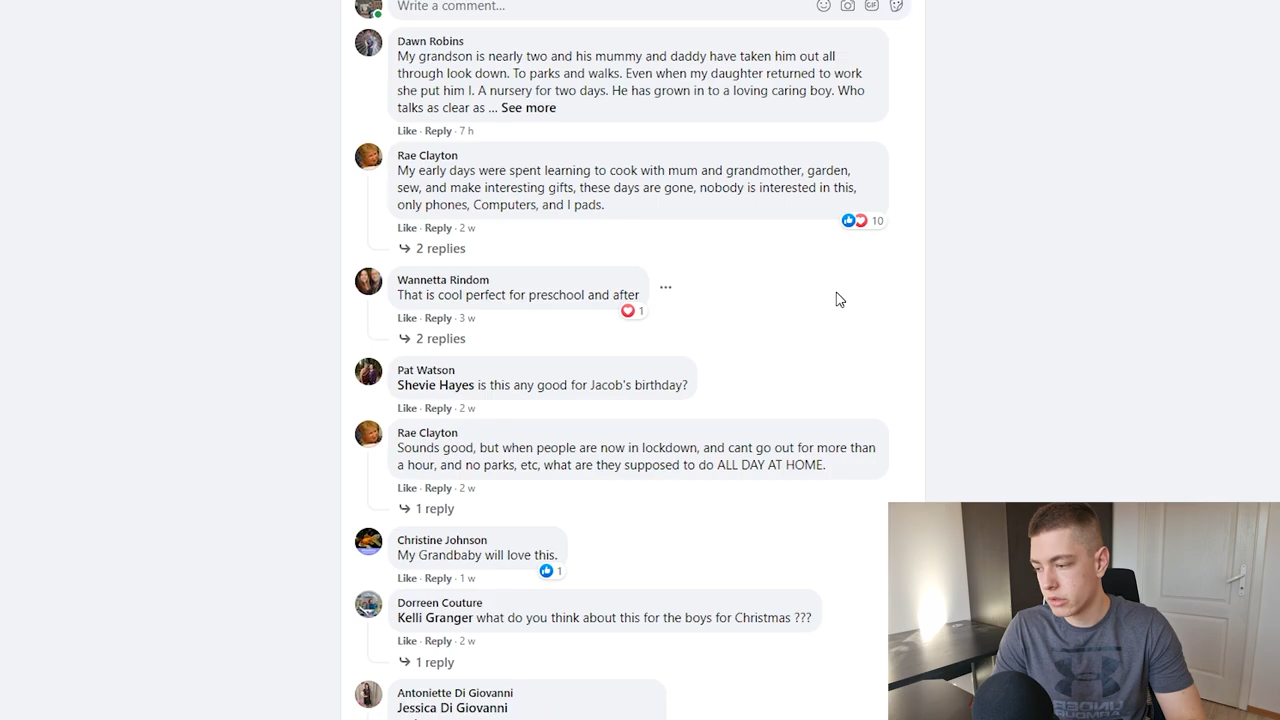 Write a comment...
Dawn Robins
My grandson is nearly two and his mummy and daddy have taken him out all
through look down. To parks and walks. Even when my daughter returned to work
she put him I. A nursery for two days. He has grown in to a loving caring boy. Who
talks as clear as ... See more
Like · Reply · 7 h
Rae Clayton
My early days were spent learning to cook with mum and grandmother, garden,
sew, and make interesting gifts, these days are gone, nobody is interested in this,
only phones, Computers, and I pads.
10
Like · Reply · 2 w
2 replies
Wannetta Rindom
That is cool perfect for preschool and after
1
Like · Reply · 3 w
2 replies
Pat Watson
Shevie Hayes is this any good for Jacob's birthday?
Like · Reply · 2 w
Rae Clayton
Sounds good, but when people are now in lockdown, and cant go out for more than
a hour, and no parks, etc, what are they supposed to do ALL DAY AT HOME.
Like · Reply · 2 w
1 reply
Christine Johnson
My Grandbaby will love this.
1
Like · Reply · 1 w
Dorreen Couture
Kelli Granger what do you think about this for the boys for Christmas ???
Like · Reply · 2 w
1 reply
Antoniette Di Giovanni
Jessica Di Giovanni